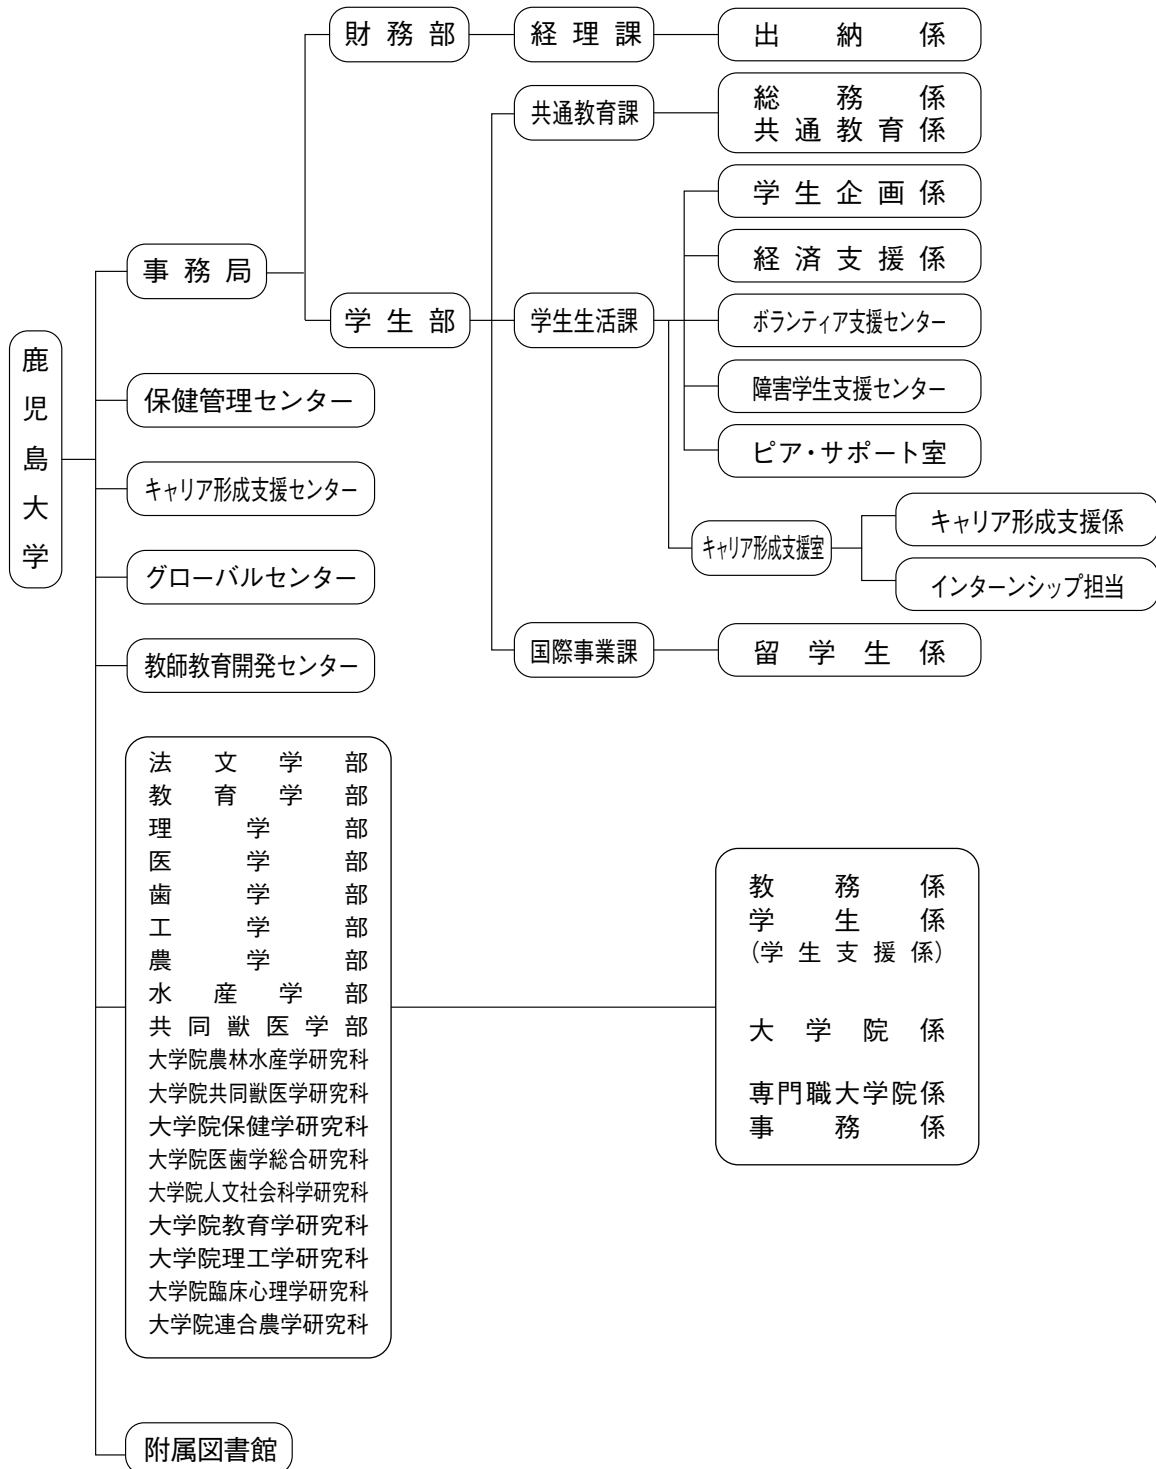 鹿児島大学
事務局
財務部
経理課
出納係
学生部
共通教育課
総務係
共通教育係
学生生活課
学生企画係
経済支援係
ボランティア支援センター
障害学生支援センター
ピア・サポート室
キャリア形成支援室
キャリア形成支援係
インターンシップ担当
国際事業課
留学生係
保健管理センター
キャリア形成支援センター
グローバルセンター
教師教育開発センター
法文学部
教育学部
理学部
医学部
歯学部
工学部
農学部
水産学部
共同獣医学部
大学院農林水産学研究科
大学院共同獣医学研究科
大学院保健学研究科
大学院医歯学総合研究科
大学院人文社会科学研究科
大学院教育学研究科
大学院理工学研究科
大学院臨床心理学研究科
大学院連合農学研究科
教務係
学生係
(学生支援係)
大学院係
専門職大学院係
事務係
附属図書館